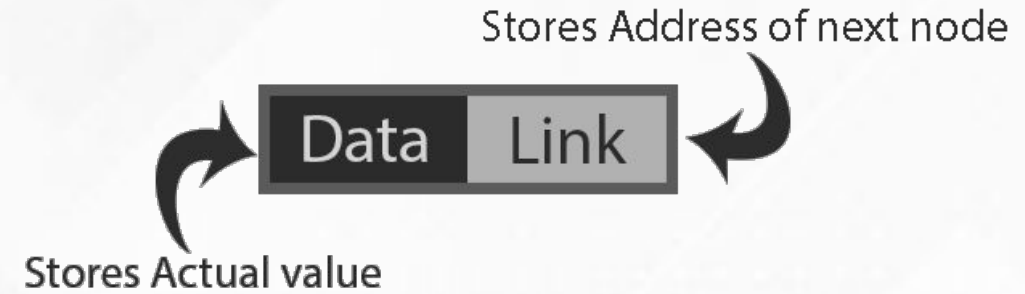 Stores Address of next node
Data Link
Stores Actual value